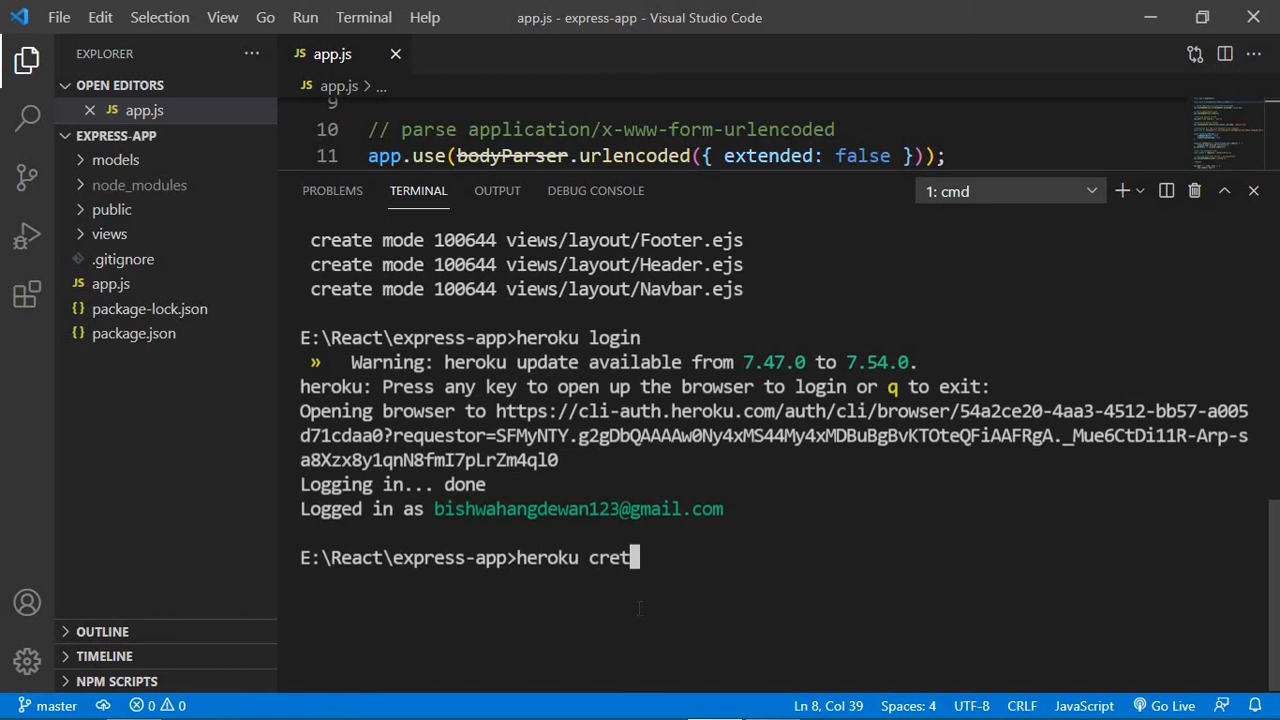 File Edit Selection View Go Run Terminal Help app.js - express-app - Visual Studio Code
EXPLORER
OPEN EDITORS
JS app.js
EXPRESS-APP
models
node_modules
public
views
.gitignore
JS app.js
{} package-lock.json
{} package.json
OUTLINE
TIMELINE
NPM SCRIPTS
JS app.js
JS app.js > ...
9
10 // parse application/x-www-form-urlencoded
11 app.use(bodyParser.urlencoded({ extended: false }));
PROBLEMS TERMINAL OUTPUT DEBUG CONSOLE 1: cmd
create mode 100644 views/layout/Footer.ejs
create mode 100644 views/layout/Header.ejs
create mode 100644 views/layout/Navbar.ejs
E:\React\express-app>heroku login
» Warning: heroku update available from 7.47.0 to 7.54.0.
heroku: Press any key to open up the browser to login or q to exit:
Opening browser to https://cli-auth.heroku.com/auth/cli/browser/54a2ce20-4aa3-4512-bb57-a005
d71cdaa0?requestor=SFMyNTY.g2gDbQAAAAw0Ny4xMS44My4xMDBuBgBvKTOteQFiAAFRgA._Mue6CtDi11R-Arp-s
a8Xzx8y1qnN8fmI7pLrZm4ql0
Logging in... done
Logged in as bishwahangdewan123@gmail.com
E:\React\express-app>heroku cret
master 0 0 Ln 8, Col 39 Spaces: 4 UTF-8 CRLF JavaScript Go Live